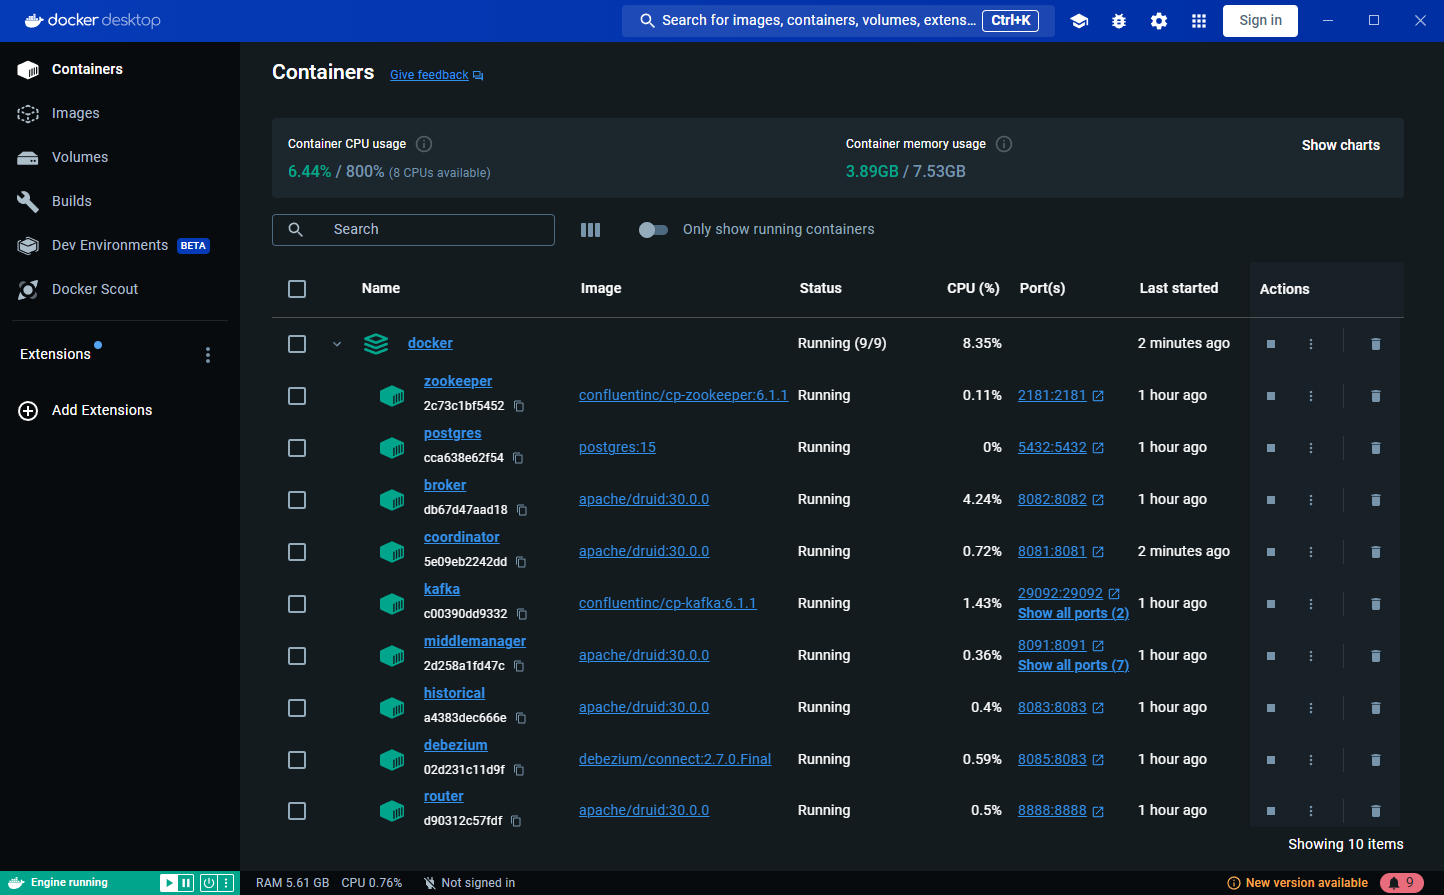 docker desktop
Search for images, containers, volumes, extens... Ctrl+K
Sign in
Containers
Images
Volumes
Builds
Dev Environments BETA
Docker Scout
Extensions
Add Extensions
Containers Give feedback
Container CPU usage
6.44% / 800% (8 CPUs available)
Container memory usage
3.89GB / 7.53GB
Show charts
Search
Only show running containers
Name Image Status CPU (%) Port(s) Last started Actions
docker Running (9/9) 8.35% 2 minutes ago
zookeeper
2c73c1bf5452
confluentinc/cp-zookeeper:6.1.1 Running 0.11% 2181:2181 1 hour ago
postgres
cca638e62f54
postgres:15 Running 0% 5432:5432 1 hour ago
broker
db67d47aad18
apache/druid:30.0.0 Running 4.24% 8082:8082 1 hour ago
coordinator
5e09eb2242dd
apache/druid:30.0.0 Running 0.72% 8081:8081 2 minutes ago
kafka
c00390dd9332
confluentinc/cp-kafka:6.1.1 Running 1.43% 29092:29092
Show all ports (2)
1 hour ago
middlemanager
2d258a1fd47c
apache/druid:30.0.0 Running 0.36% 8091:8091
Show all ports (7)
1 hour ago
historical
a4383dec666e
apache/druid:30.0.0 Running 0.4% 8083:8083 1 hour ago
debezium
02d231c11d9f
debezium/connect:2.7.0.Final Running 0.59% 8085:8083 1 hour ago
router
d90312c57fdf
apache/druid:30.0.0 Running 0.5% 8888:8888 1 hour ago
Showing 10 items
Engine running
RAM 5.61 GB CPU 0.76% Not signed in
New version available 9